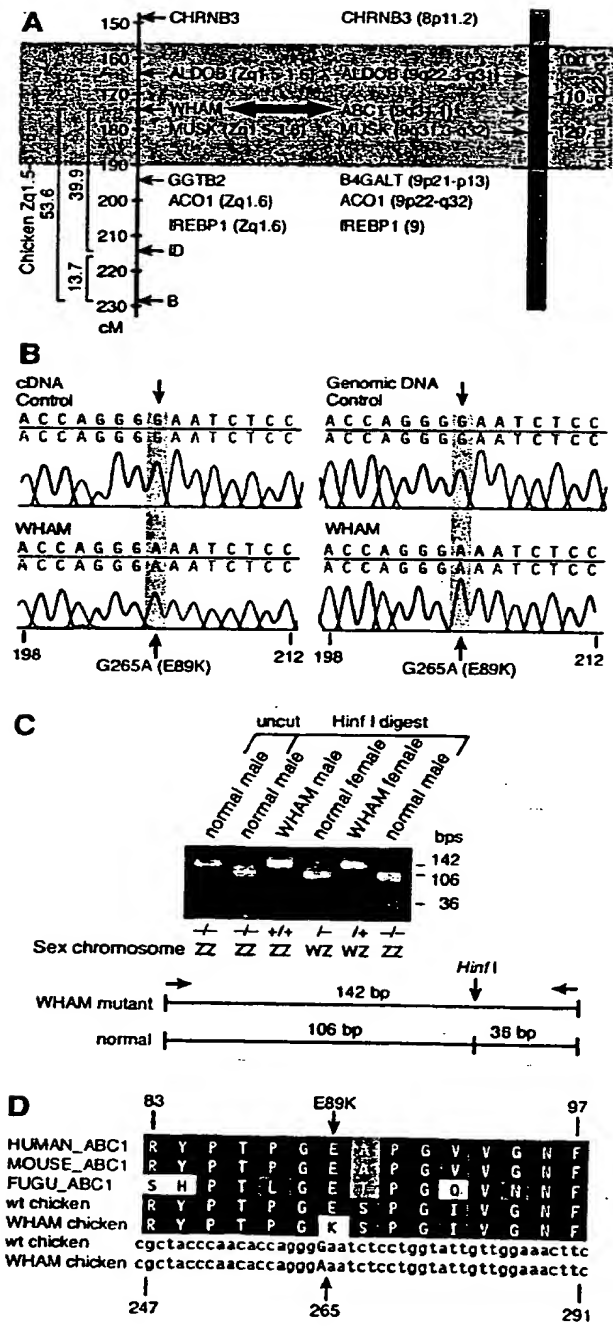 A
150
CHRNB3
CHRNB3 (8p11.2)
160
ALDOB (Zq1.5-1.6)
ALDOB (9q22.3-q31)
100
170
WHAM
110
180
MUSK (Zq1.5-1.6)
MUSK (9q31.3-q32)
120
190
GGTB2
B4GALT (9p21-p13)
200
ACO1 (Zq1.6)
ACO1 (9p22-q32)
210
IREBP1 (Zq1.6)
IREBP1 (9)
ID
220
B
230
cM
53.6
39.9
13.7
B
cDNA
Control
Genomic DNA
Control
A C C A G G G G A A T C T C C
A C C A G G G G A A T C T C C
A C C A G G G G A A T C T C C
A C C A G G G G A A T C T C C
WHAM
WHAM
A C C A G G G A A A T C T C C
A C C A G G G A A A T C T C C
A C C A G G G A A A T C T C C
A C C A G G G A A A T C T C C
198
212
198
212
G265A (E89K)
G265A (E89K)
C
uncut
Hinf I digest
normal male
normal male
WHAM male
normal female
WHAM female
normal male
bps
142
106
36
-/- -/- +/+ /- /+ -/-
Sex chromosome ZZ ZZ ZZ WZ WZ ZZ
Hinf I
WHAM mutant
142 bp
normal
106 bp
36 bp
D
83
E89K
97
HUMAN_ABC1 R Y P T P G E A P G V V G N F
MOUSE_ABC1 R Y P T P G E A P G V V G N F
FUGU_ABC1 S H P T L G E P G Q V N N F
wt chicken R Y P T P G E S P G I V G N F
WHAM chicken R Y P T P G K S P G I V G N F
wt chicken cgctacccaacaccagggGaatctcctggtattgttggaaacttc
WHAM chicken cgctacccaacaccagggAaatctcctggtattgttggaaacttc
247
265
291